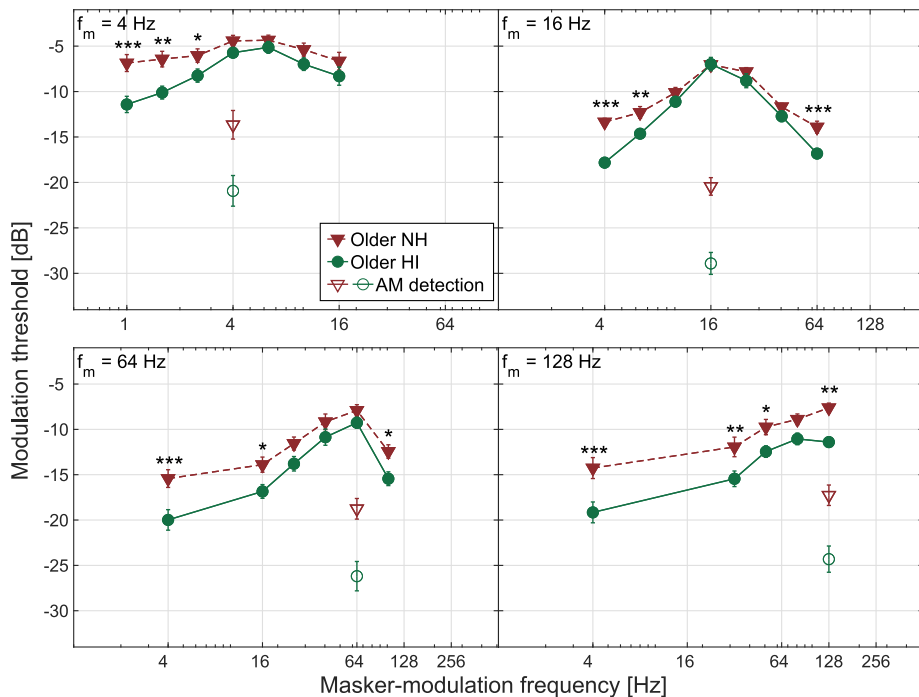 f_m = 4 Hz
*** ** *
-5
-10
-15
-20
-25
-30
1 4 16 64
Older NH
Older HI
AM detection
f_m = 16 Hz
*** ** ***
4 16 64 128
f_m = 64 Hz
*** * *
-5
-10
-15
-20
-25
-30
4 16 64 128 256
f_m = 128 Hz
*** ** * **
4 16 64 128 256
Modulation threshold [dB]
Masker-modulation frequency [Hz]